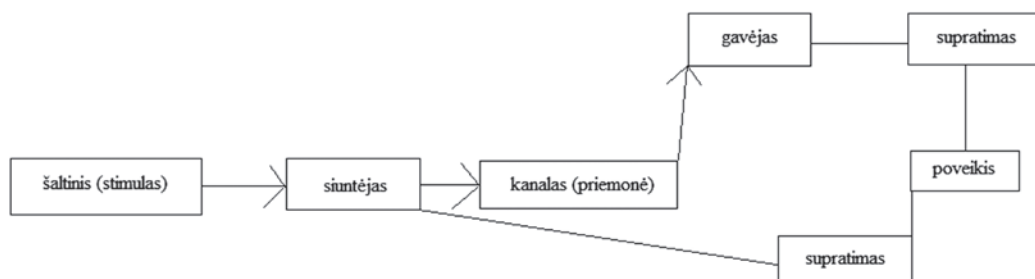 gavėjas
supratimas
šaltinis (stimulas)
siuntėjas
kanalas (priemonė)
poveikis
supratimas